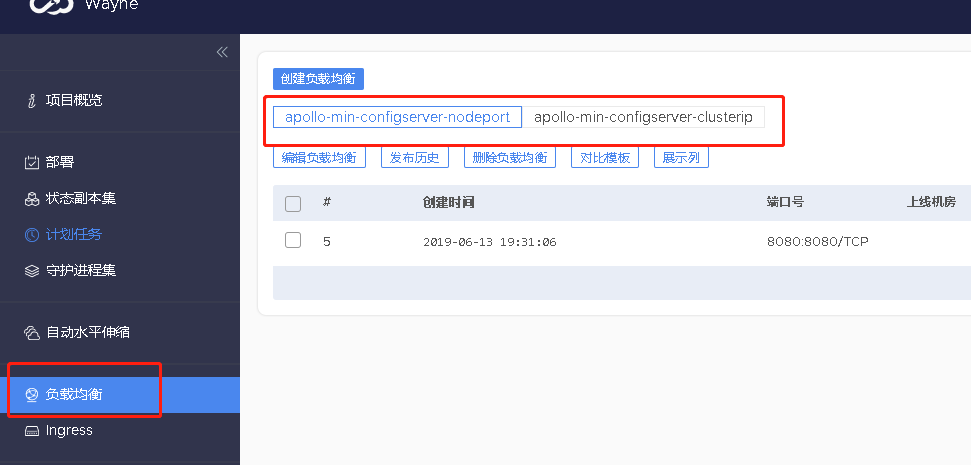 Wayne
项目概览
部署
状态副本集
计划任务
守护进程集
自动水平伸缩
负载均衡
Ingress
创建负载均衡
apollo-min-configserver-nodeport apollo-min-configserver-clusterip
编辑负载均衡 发布历史 删除负载均衡 对比模板 展示列
# 创建时间 端口号 上线机房
5 2019-06-13 19:31:06 8080:8080/TCP